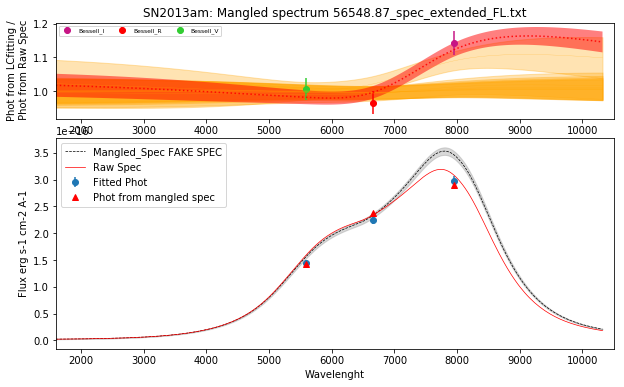 SN2013am: Mangled spectrum 56548.87_spec_extended_FL.txt
Phot from LCfitting /
Phot from Raw Spec
1.2
1.1
1.0
Bessell_I
Bessell_R
Bessell_V
2000 3000 4000 5000 6000 7000 8000 9000 10000
Flux erg s-1 cm-2 A-1
3.5
3.0
2.5
2.0
1.5
1.0
0.5
0.0
Mangled_Spec FAKE SPEC
Raw Spec
Fitted Phot
Phot from mangled spec
2000 3000 4000 5000 6000 7000 8000 9000 10000
Wavelenght